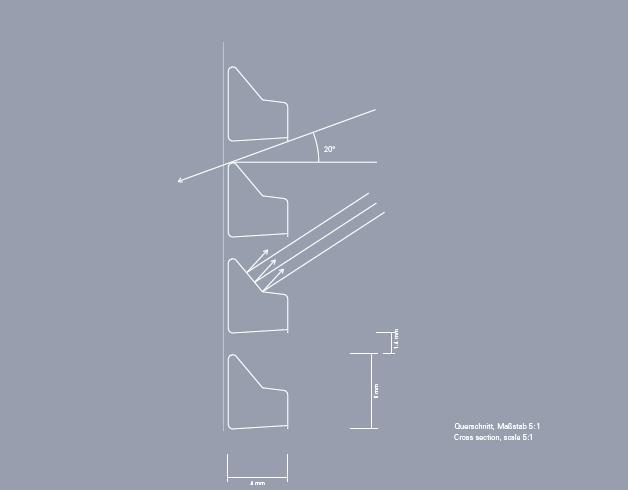 20°
1.4 mm
8 mm
Querschnitt, Maßstab 5:1
Cross section, scale 5:1
4 mm